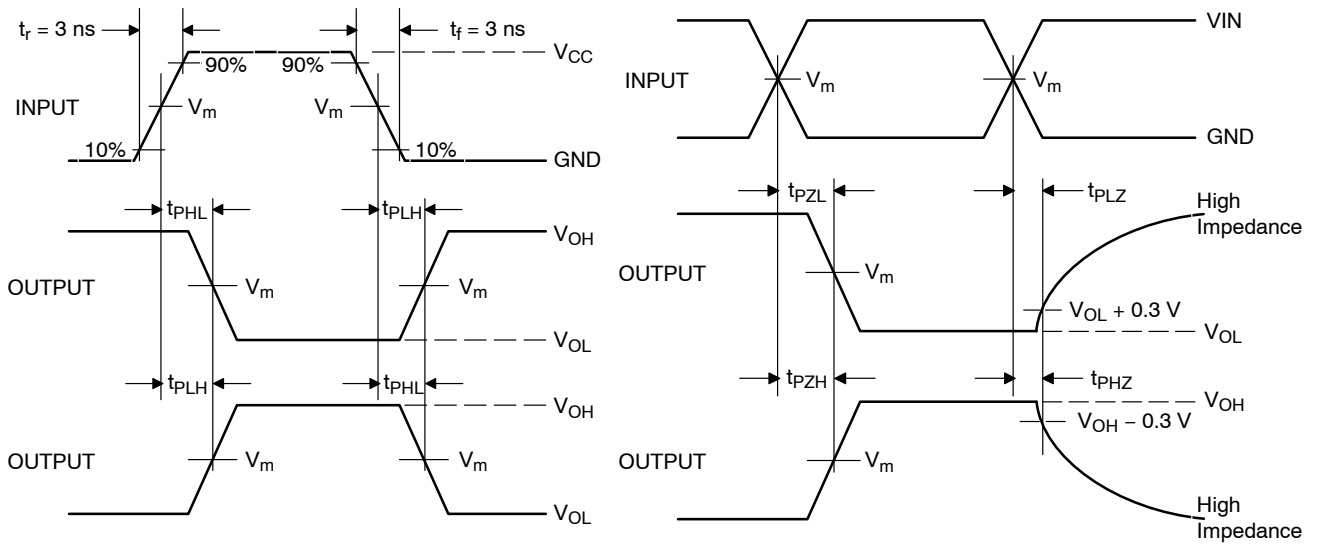 tr = 3 ns
tf = 3 ns
VCC
90%
90%
INPUT
Vm
Vm
10%
10%
GND
tPHL
tPLH
VOH
OUTPUT
Vm
Vm
VOL
tPLH
tPHL
VOH
OUTPUT
Vm
Vm
VOL
VIN
INPUT
Vm
Vm
GND
tPZL
tPLZ
High
Impedance
OUTPUT
Vm
VOL + 0.3 V
VOL
tPZH
tPHZ
VOH
VOH − 0.3 V
OUTPUT
Vm
High
Impedance